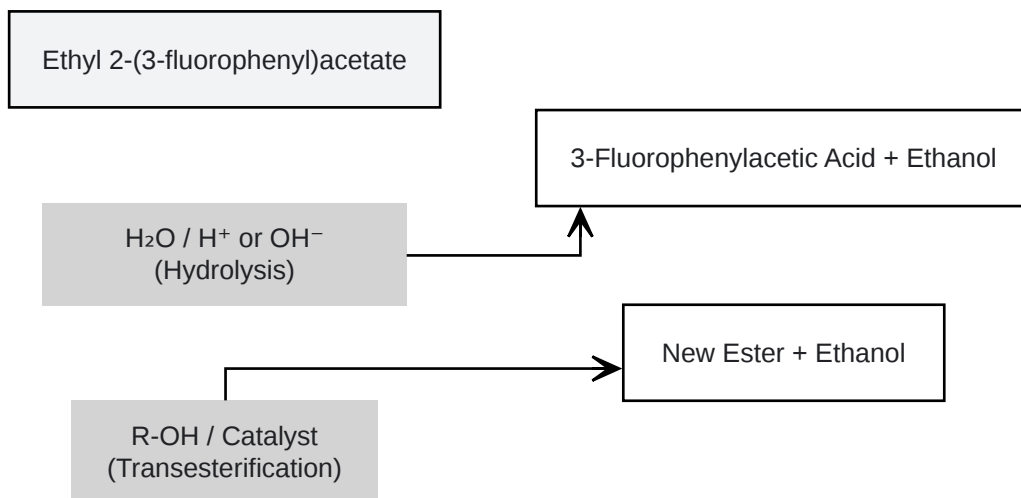 Ethyl 2-(3-fluorophenyl)acetate
3-Fluorophenylacetic Acid + Ethanol
H₂O / H⁺ or OH⁻
(Hydrolysis)
New Ester + Ethanol
R-OH / Catalyst
(Transesterification)